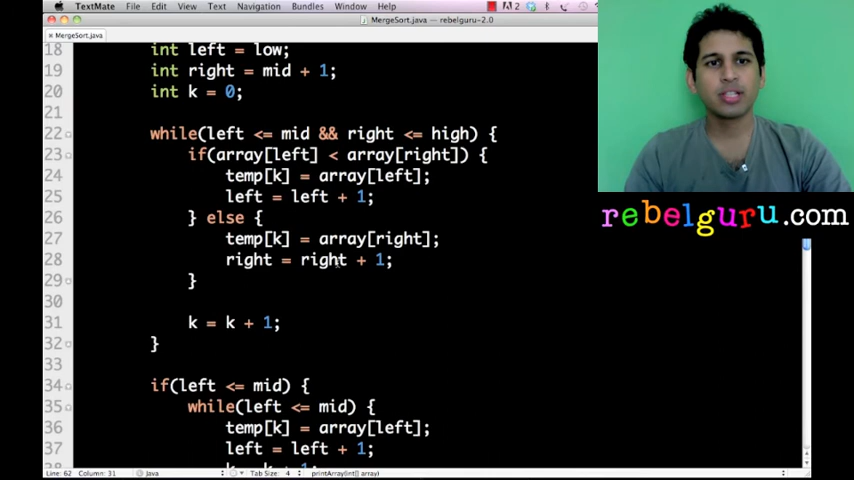 TextMate File Edit View Text Navigation Bundles Window Help
MergeSort.java — rebelguru-2.0
MergeSort.java
18 int left = low;
19 int right = mid + 1;
20 int k = 0;
21
22 while(left <= mid && right <= high) {
23 if(array[left] < array[right]) {
24 temp[k] = array[left];
25 left = left + 1;
26 } else {
27 temp[k] = array[right];
28 right = right + 1;
29 }
30
31 k = k + 1;
32 }
33
34 if(left <= mid) {
35 while(left <= mid) {
36 temp[k] = array[left];
37 left = left + 1;
rebelguru.com
Line: 62 Column: 31 Java Tab Size: 4 printArray(int[] array)